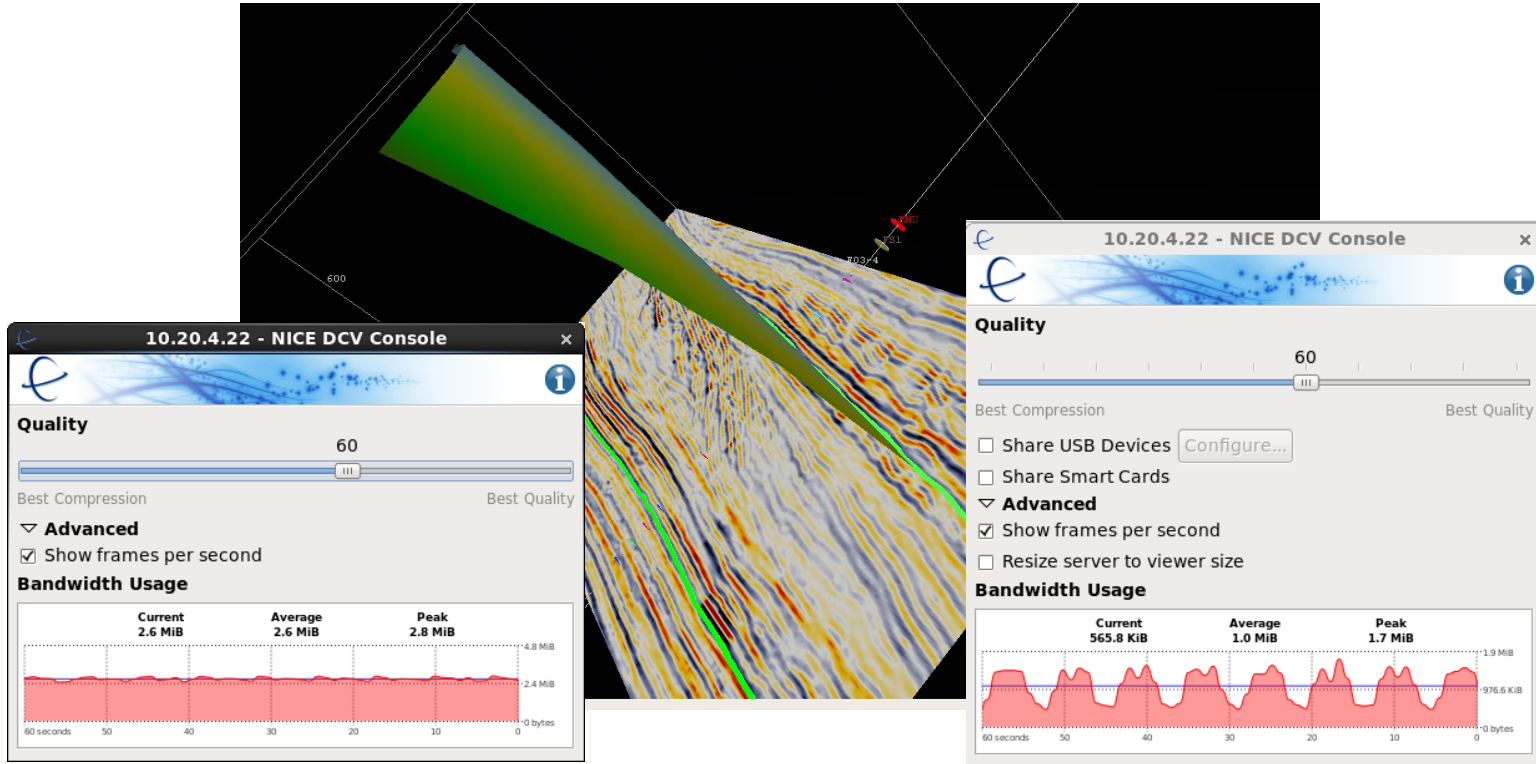 600
FS1
F03-4
10.20.4.22 - NICE DCV Console
Quality
60
Best Compression Best Quality
Advanced
Show frames per second
Bandwidth Usage
Current Average Peak
2.6 MiB 2.6 MiB 2.8 MiB
4.8 MiB
2.4 MiB
0 bytes
60 seconds 50 40 30 20 10 0
10.20.4.22 - NICE DCV Console
Quality
60
Best Compression Best Quality
Share USB Devices Configure...
Share Smart Cards
Advanced
Show frames per second
Resize server to viewer size
Bandwidth Usage
Current Average Peak
565.8 KiB 1.0 MiB 1.7 MiB
1.9 MiB
976.6 KiB
0 bytes
60 seconds 50 40 30 20 10 0